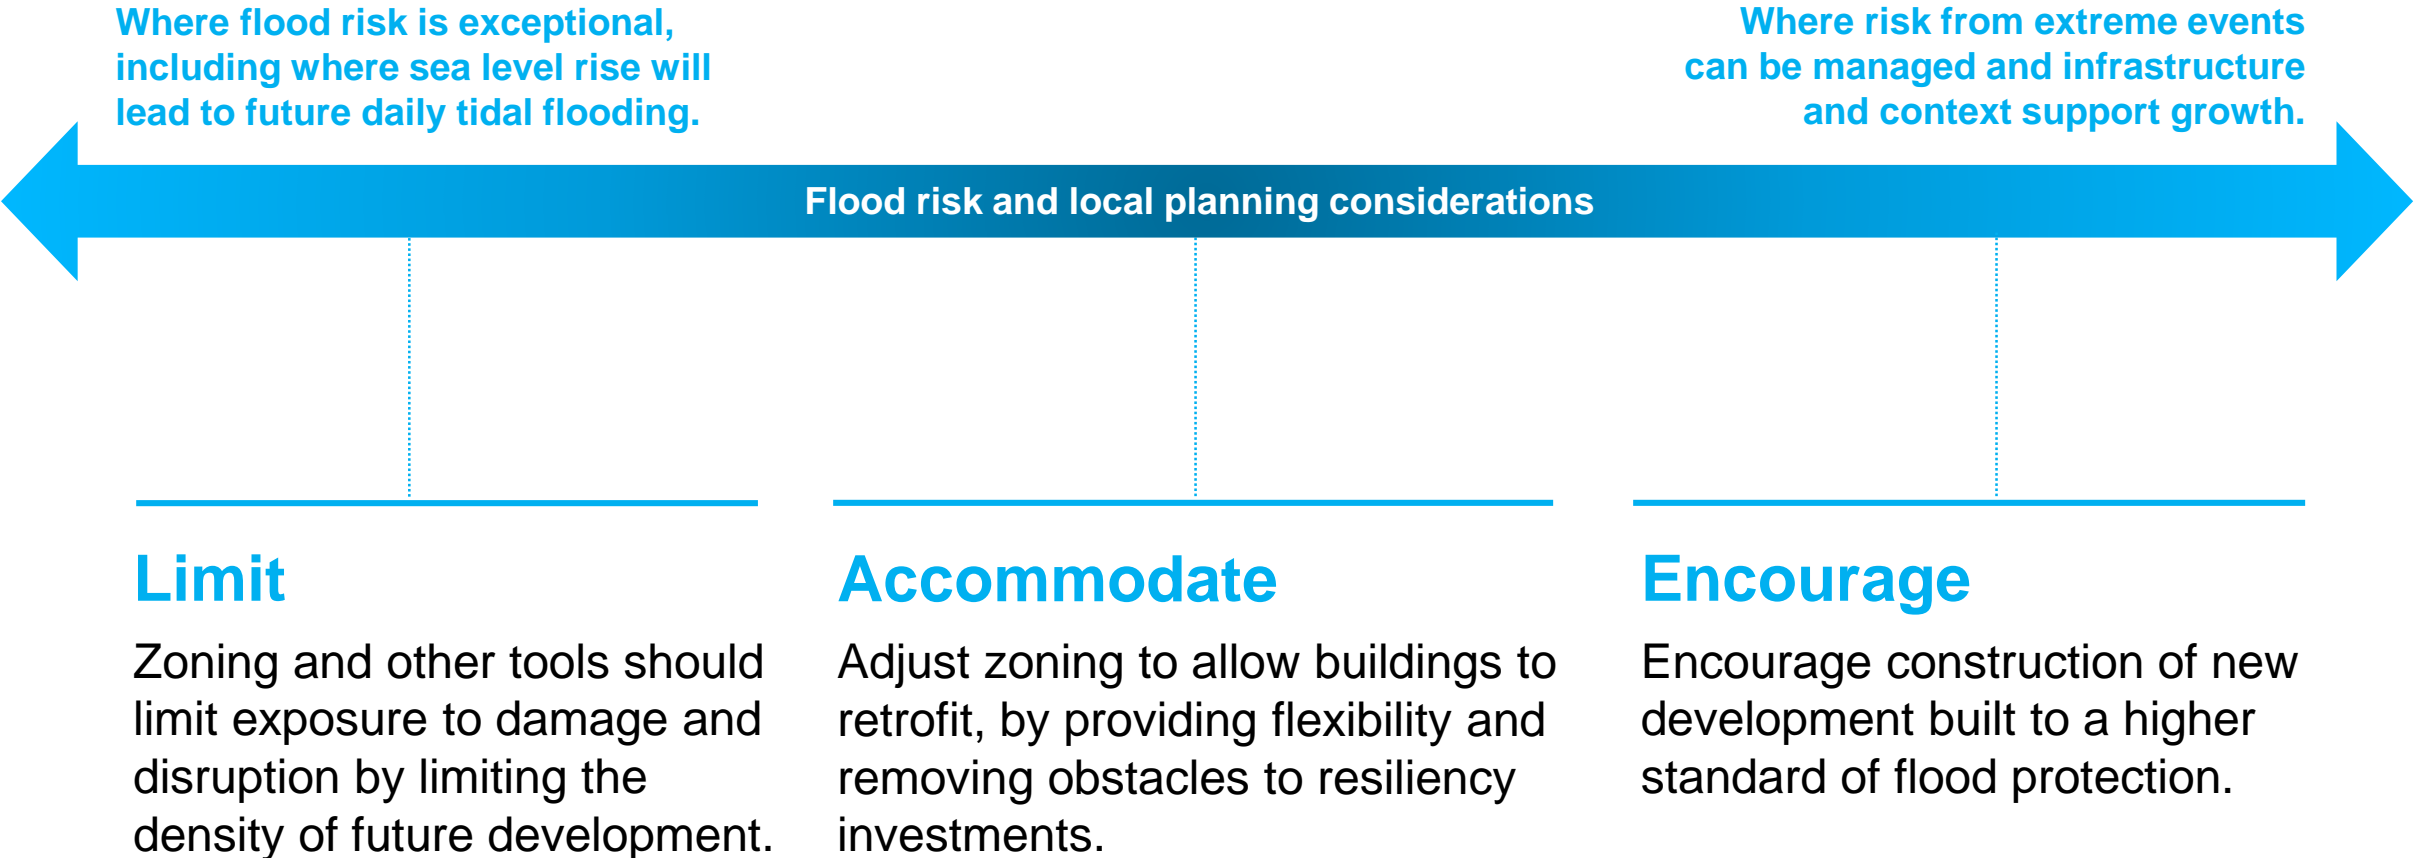 Where flood risk is exceptional,
including where sea level rise will
lead to future daily tidal flooding.
Where risk from extreme events
can be managed and infrastructure
and context support growth.
Flood risk and local planning considerations
Limit
Zoning and other tools should
limit exposure to damage and
disruption by limiting the
density of future development.
Accommodate
Adjust zoning to allow buildings to
retrofit, by providing flexibility and
removing obstacles to resiliency
investments.
Encourage
Encourage construction of new
development built to a higher
standard of flood protection.